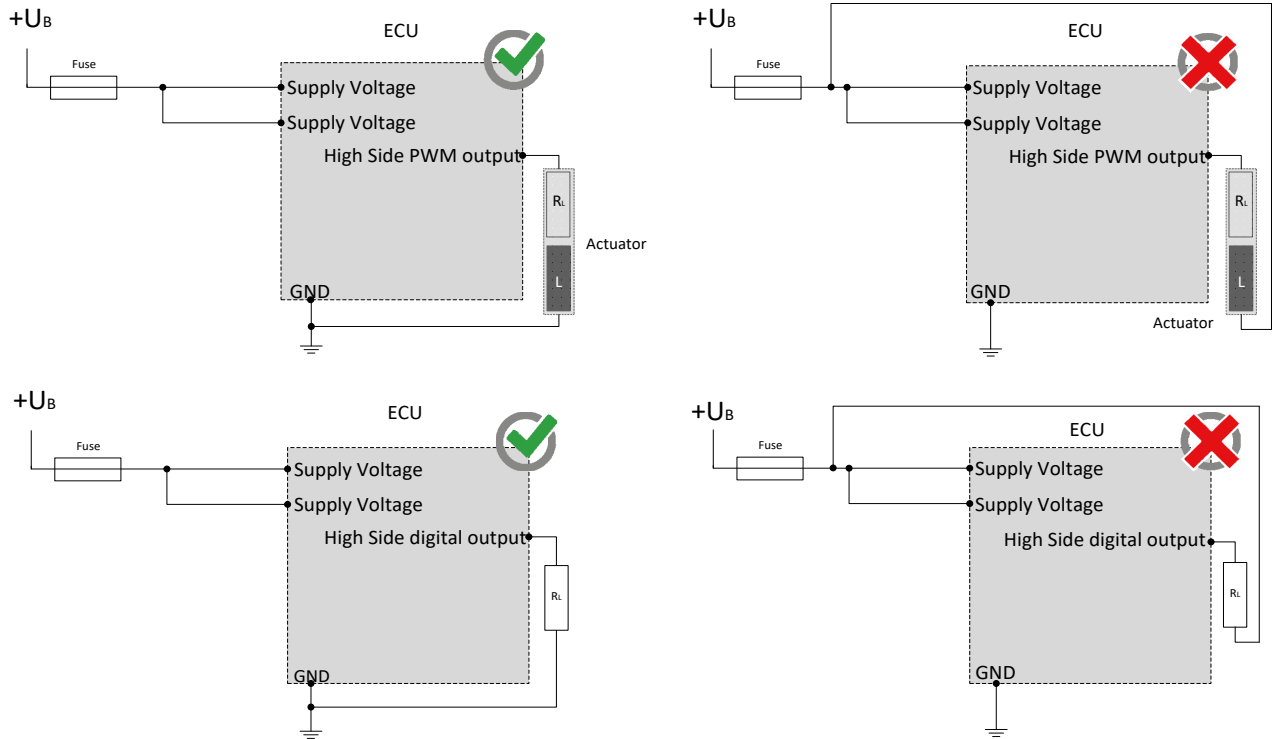 +UB
ECU
Fuse
Supply Voltage
Supply Voltage
High Side PWM output
RL
Actuator
L
GND
+UB
ECU
Fuse
Supply Voltage
Supply Voltage
High Side PWM output
RL
L
GND
Actuator
+UB
ECU
Fuse
Supply Voltage
Supply Voltage
High Side digital output
RL
GND
+UB
ECU
Fuse
Supply Voltage
Supply Voltage
High Side digital output
RL
GND